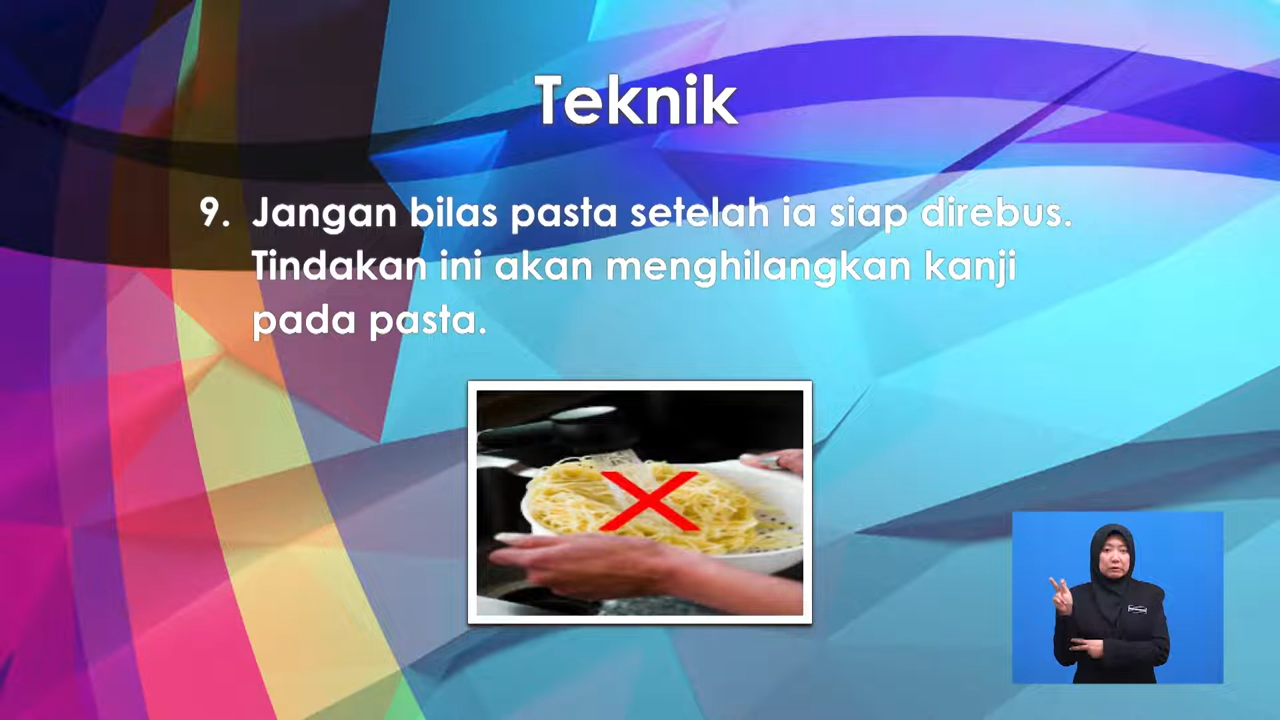 Teknik
9. Jangan bilas pasta setelah ia siap direbus.
Tindakan ini akan menghilangkan kanji
pada pasta.